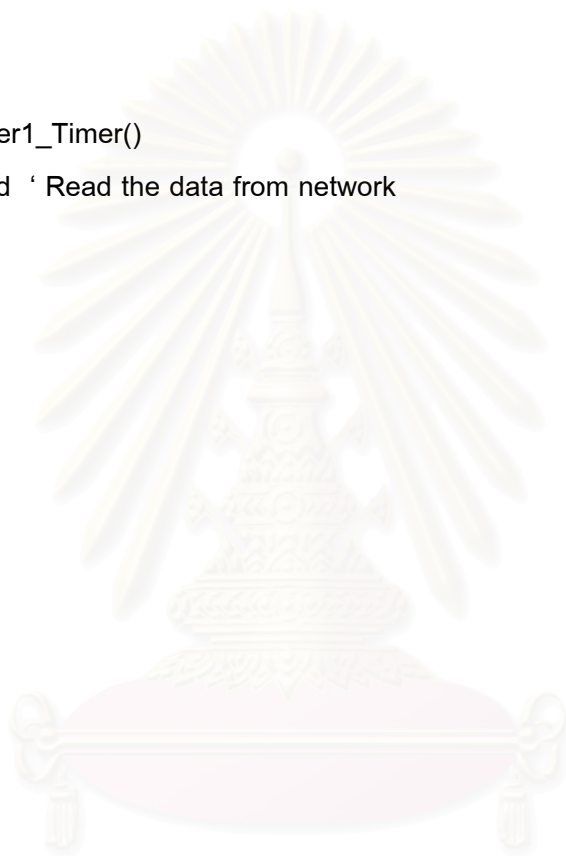 er1_Timer()
d ‘ Read the data from network